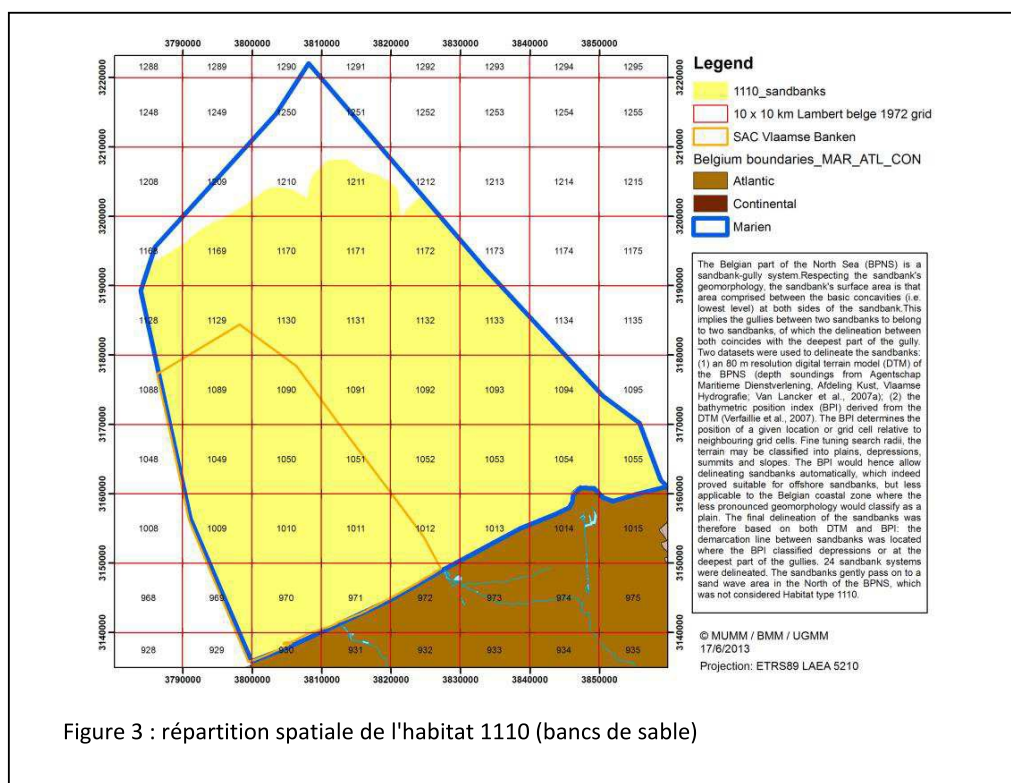 3790000 3800000 3810000 3820000 3830000 3840000 3850000
1288 1289 1290 1291 1292 1293 1294 1295
3220000 3220000
1248 1249 1250 1251 1252 1253 1254 1255
3210000 3210000
1208 1209 1210 1211 1212 1213 1214 1215
3200000 3200000
1168 1169 1170 1171 1172 1173 1174 1175
3190000 3190000
1128 1129 1130 1131 1132 1133 1134 1135
3180000 3180000
1088 1089 1090 1091 1092 1093 1094 1095
3170000 3170000
1048 1049 1050 1051 1052 1053 1054 1055
3160000 3160000
1008 1009 1010 1011 1012 1013 1014 1015
3150000 3150000
968 969 970 971 972 973 974 975
3140000 3140000
928 929 930 931 932 933 934 935
3790000 3800000 3810000 3820000 3830000 3840000 3850000
Legend
1110_sandbanks
10 x 10 km Lambert belge 1972 grid
SAC Vlaamse Banken
Belgium boundaries_MAR_ATL_CON
Atlantic
Continental
Marien
The Belgian part of the North Sea (BPNS) is a
sandbank-gully system.Respecting the sandbank's
geomorphology, the sandbank's surface area is that
area comprised between the basic concavities (i.e.
lowest level) at both sides of the sandbank.This
implies the gullies between two sandbanks to belong
to two sandbanks, of which the delineation between
both coincides with the deepest part of the gully.
Two datasets were used to delineate the sandbanks:
(1) an 80 m resolution digital terrain model (DTM) of
the BPNS (depth soundings from Agentschap
Maritieme Dienstverlening, Afdeling Kust, Vlaamse
Hydrografie; Van Lancker et al., 2007a); (2) the
bathymetric position index (BPI) derived from the
DTM (Verfaillie et al., 2007). The BPI determines the
position of a given location or grid cell relative to
neighbouring grid cells. Fine tuning search radii, the
terrain may be classified into plains, depressions,
summits and slopes. The BPI would hence allow
delineating sandbanks automatically, which indeed
proved suitable for offshore sandbanks, but less
applicable to the Belgian coastal zone where the
less pronounced geomorphology would classify as a
plain. The final delineation of the sandbanks was
therefore based on both DTM and BPI: the
demarcation line between sandbanks was located
where the BPI classified depressions or at the
deepest part of the gullies. 24 sandbank systems
were delineated. The sandbanks gently pass on to a
sand wave area in the North of the BPNS, which
was not considered Habitat type 1110.
© MUMM / BMM / UGMM
17/6/2013
Projection: ETRS89 LAEA 5210
Figure 3 : répartition spatiale de l'habitat 1110 (bancs de sable)